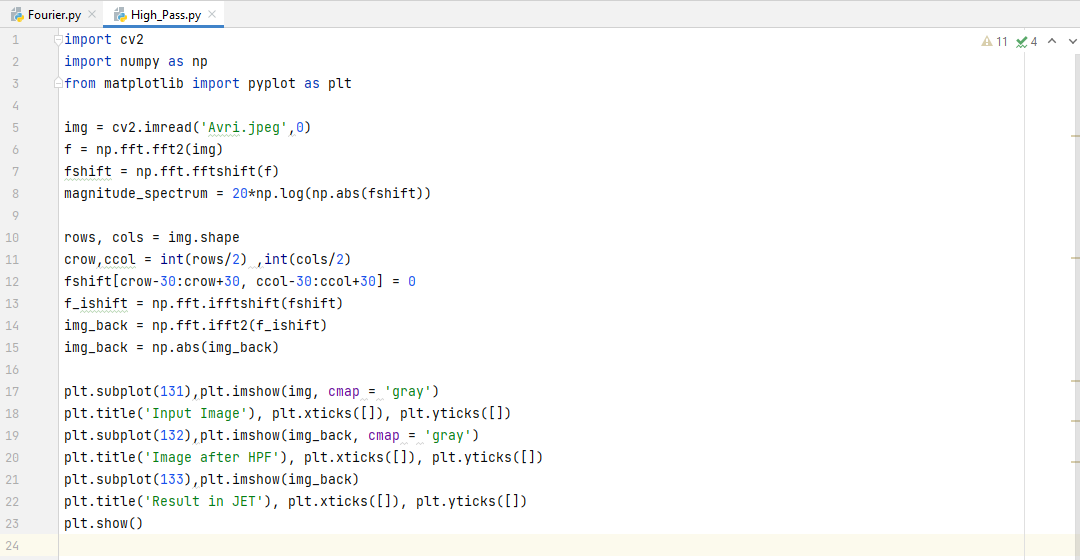 Fourier.py × High_Pass.py ×
11 4
1 import cv2
2 import numpy as np
3 from matplotlib import pyplot as plt
4
5 img = cv2.imread('Avri.jpeg',0)
6 f = np.fft.fft2(img)
7 fshift = np.fft.fftshift(f)
8 magnitude_spectrum = 20*np.log(np.abs(fshift))
9
10 rows, cols = img.shape
11 crow,ccol = int(rows/2) ,int(cols/2)
12 fshift[crow-30:crow+30, ccol-30:ccol+30] = 0
13 f_ishift = np.fft.ifftshift(fshift)
14 img_back = np.fft.ifft2(f_ishift)
15 img_back = np.abs(img_back)
16
17 plt.subplot(131),plt.imshow(img, cmap = 'gray')
18 plt.title('Input Image'), plt.xticks([]), plt.yticks([])
19 plt.subplot(132),plt.imshow(img_back, cmap = 'gray')
20 plt.title('Image after HPF'), plt.xticks([]), plt.yticks([])
21 plt.subplot(133),plt.imshow(img_back)
22 plt.title('Result in JET'), plt.xticks([]), plt.yticks([])
23 plt.show()
24